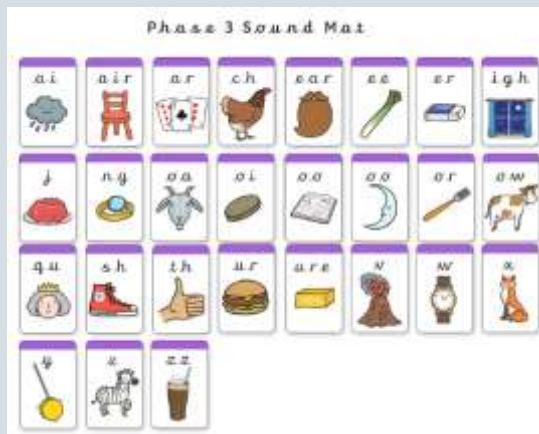 Phase 3 Sound Mat
ai air ar ch ear ee er igh
j ng oa oi oo oo or ow
qu sh th ur ure v w x
y z zz